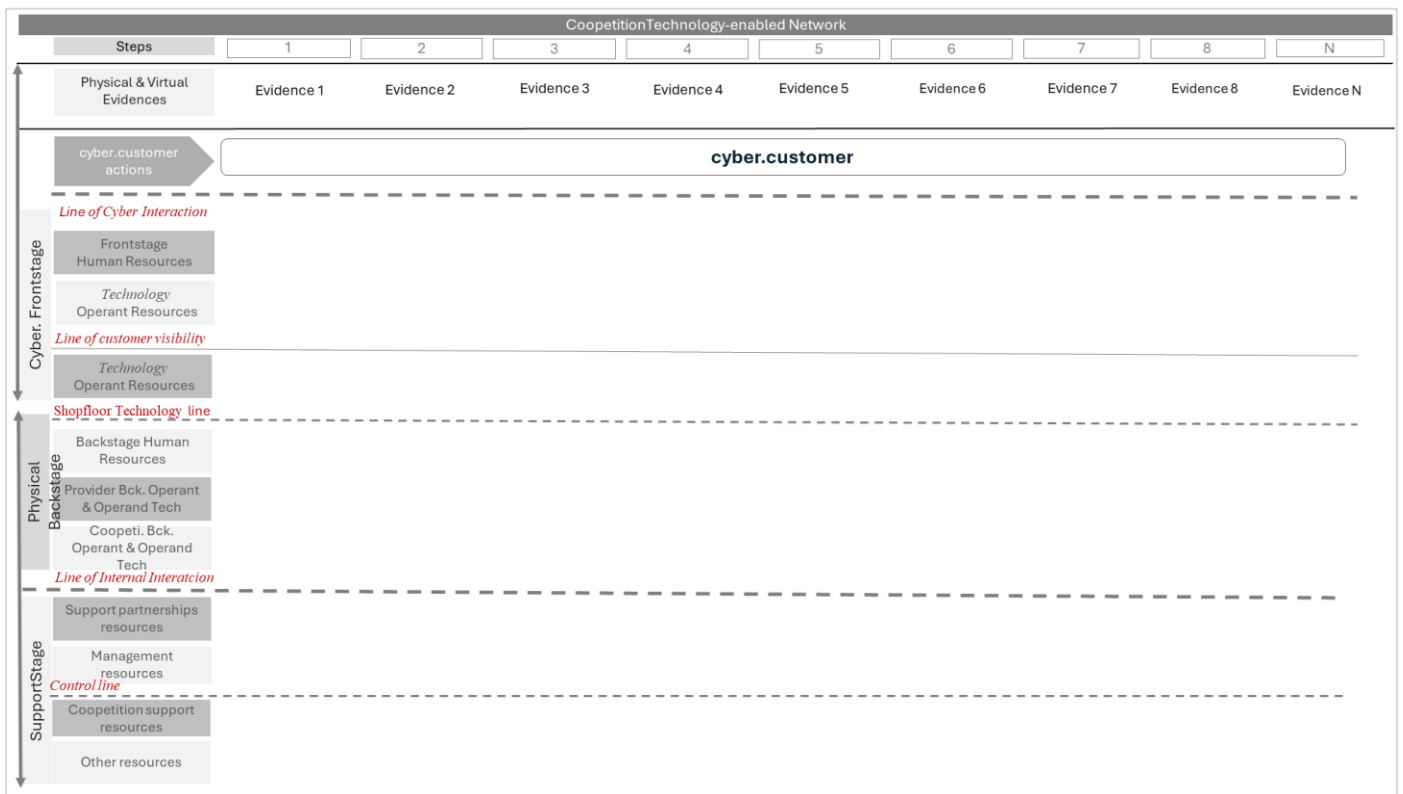 CoopetitionTechnology-enabled Network
Steps 1 2 3 4 5 6 7 8 N
Physical & Virtual
Evidences
Evidence 1 Evidence 2 Evidence 3 Evidence 4 Evidence 5 Evidence 6 Evidence 7 Evidence 8 Evidence N
cyber.customer
actions
cyber.customer
Line of Cyber Interaction
Cyber. Frontstage
Frontstage
Human Resources
Technology
Operant Resources
Line of customer visibility
Technology
Operant Resources
Shopfloor Technology line
Physical
Backstage
Backstage Human
Resources
Provider Bck. Operant
& Operand Tech
Coopeti. Bck.
Operant & Operand
Tech
Line of Internal Interatcion
SupportStage
Support partnerships
resources
Management
resources
Control line
Coopetition support
resources
Other resources